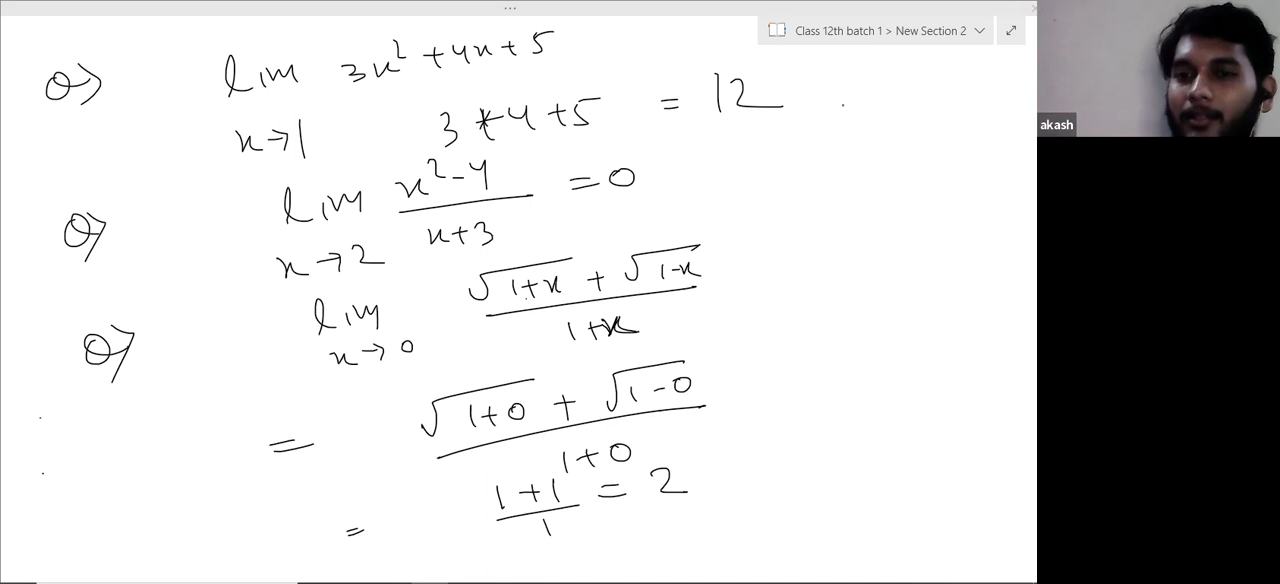 Class 12th batch 1 > New Section 2
akash
Q> lim 3x² + 4x + 5
x→1 3 + 4 + 5 = 12
Q> lim (x² - 4)/(x + 3) = 0
x→2
Q> lim (√(1+x) + √(1-x))/(1+x)
x→0
= (√(1+0) + √(1-0))/(1+0)
= (1+1)/1 = 2